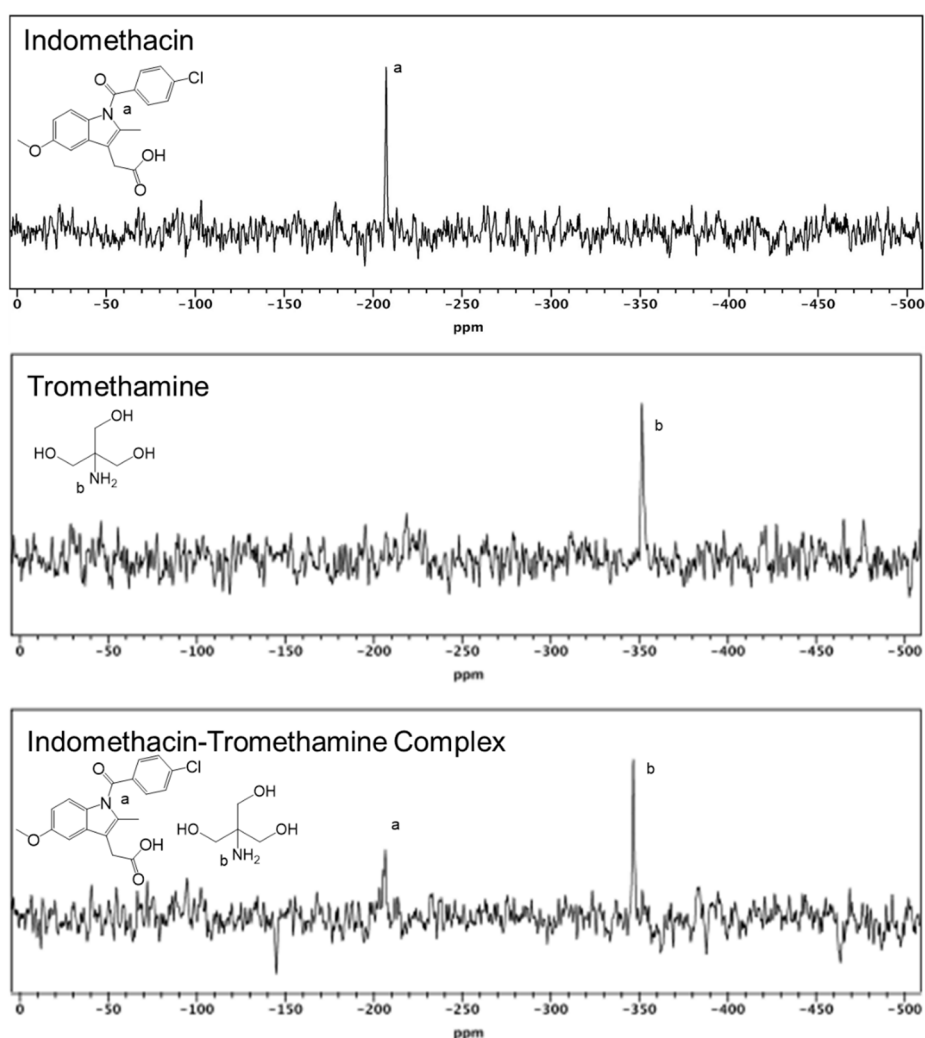 Indomethacin
a
O
Cl
N
a
O
OH
O
0 −50 −100 −150 −200 −250 −300 −350 −400 −450 −500
ppm
Tromethamine
OH
HO
OH
NH2
b
b
0 −50 −100 −150 −200 −250 −300 −350 −400 −450 −500
ppm
Indomethacin-Tromethamine Complex
O
Cl
a
N
O
OH
O
OH
HO
OH
NH2
b
a
b
0 −50 −100 −150 −200 −250 −300 −350 −400 −450 −500
ppm